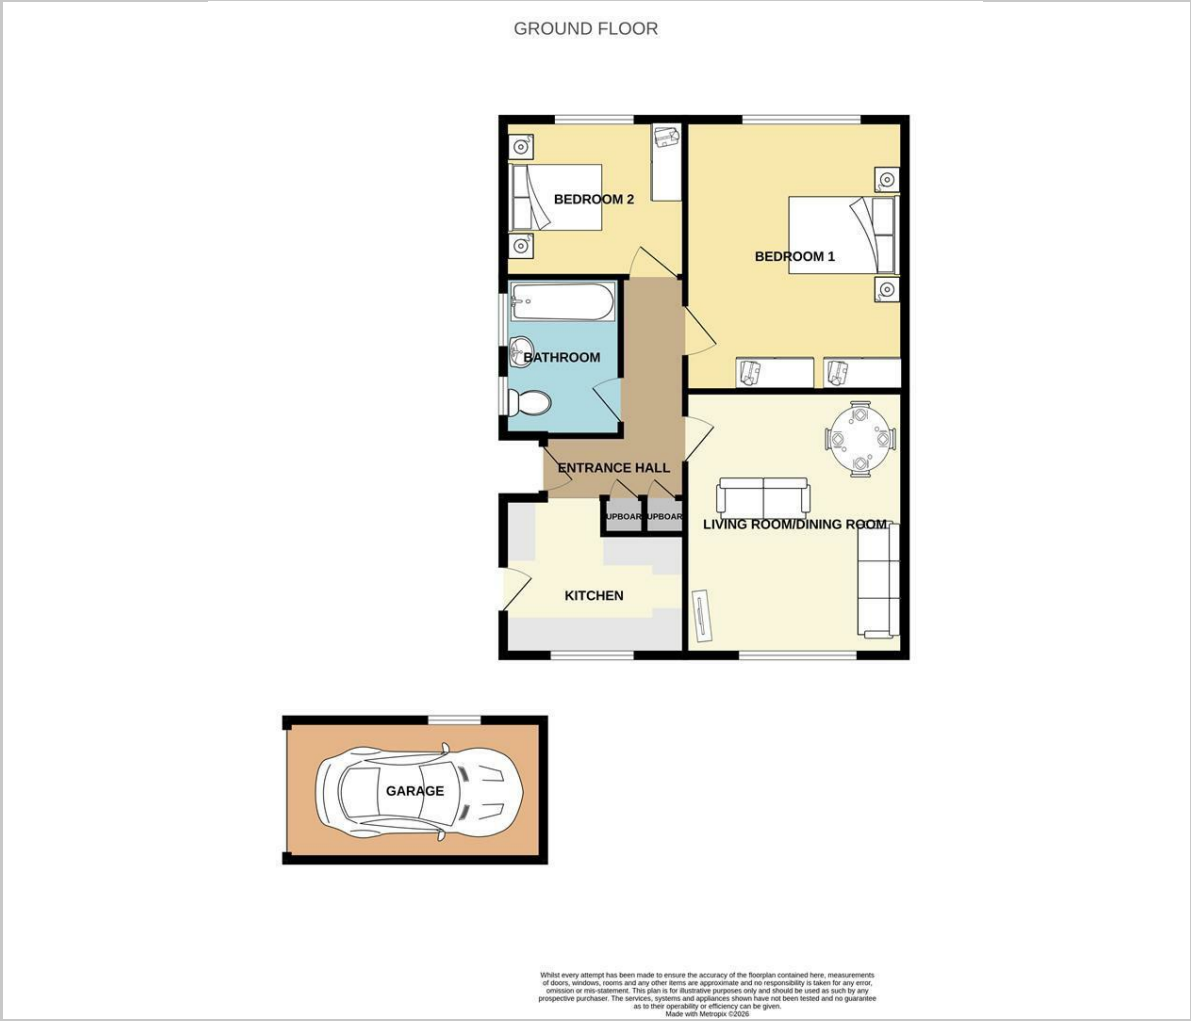 GROUND FLOOR
BEDROOM 2
BEDROOM 1
BATHROOM
ENTRANCE HALL
UPBOAR
UPBOAR
LIVING ROOM/DINING ROOM
KITCHEN
GARAGE
Whilst every attempt has been made to ensure the accuracy of the floorplan contained here, measurements
of doors, windows, rooms and any other items are approximate and no responsibility is taken for any error,
omission or mis-statement. This plan is for illustrative purposes only and should be used as such by any
prospective purchaser. The services, systems and appliances shown have not been tested and no guarantee
as to their operability or efficiency can be given.
Made with Metropix ©2026